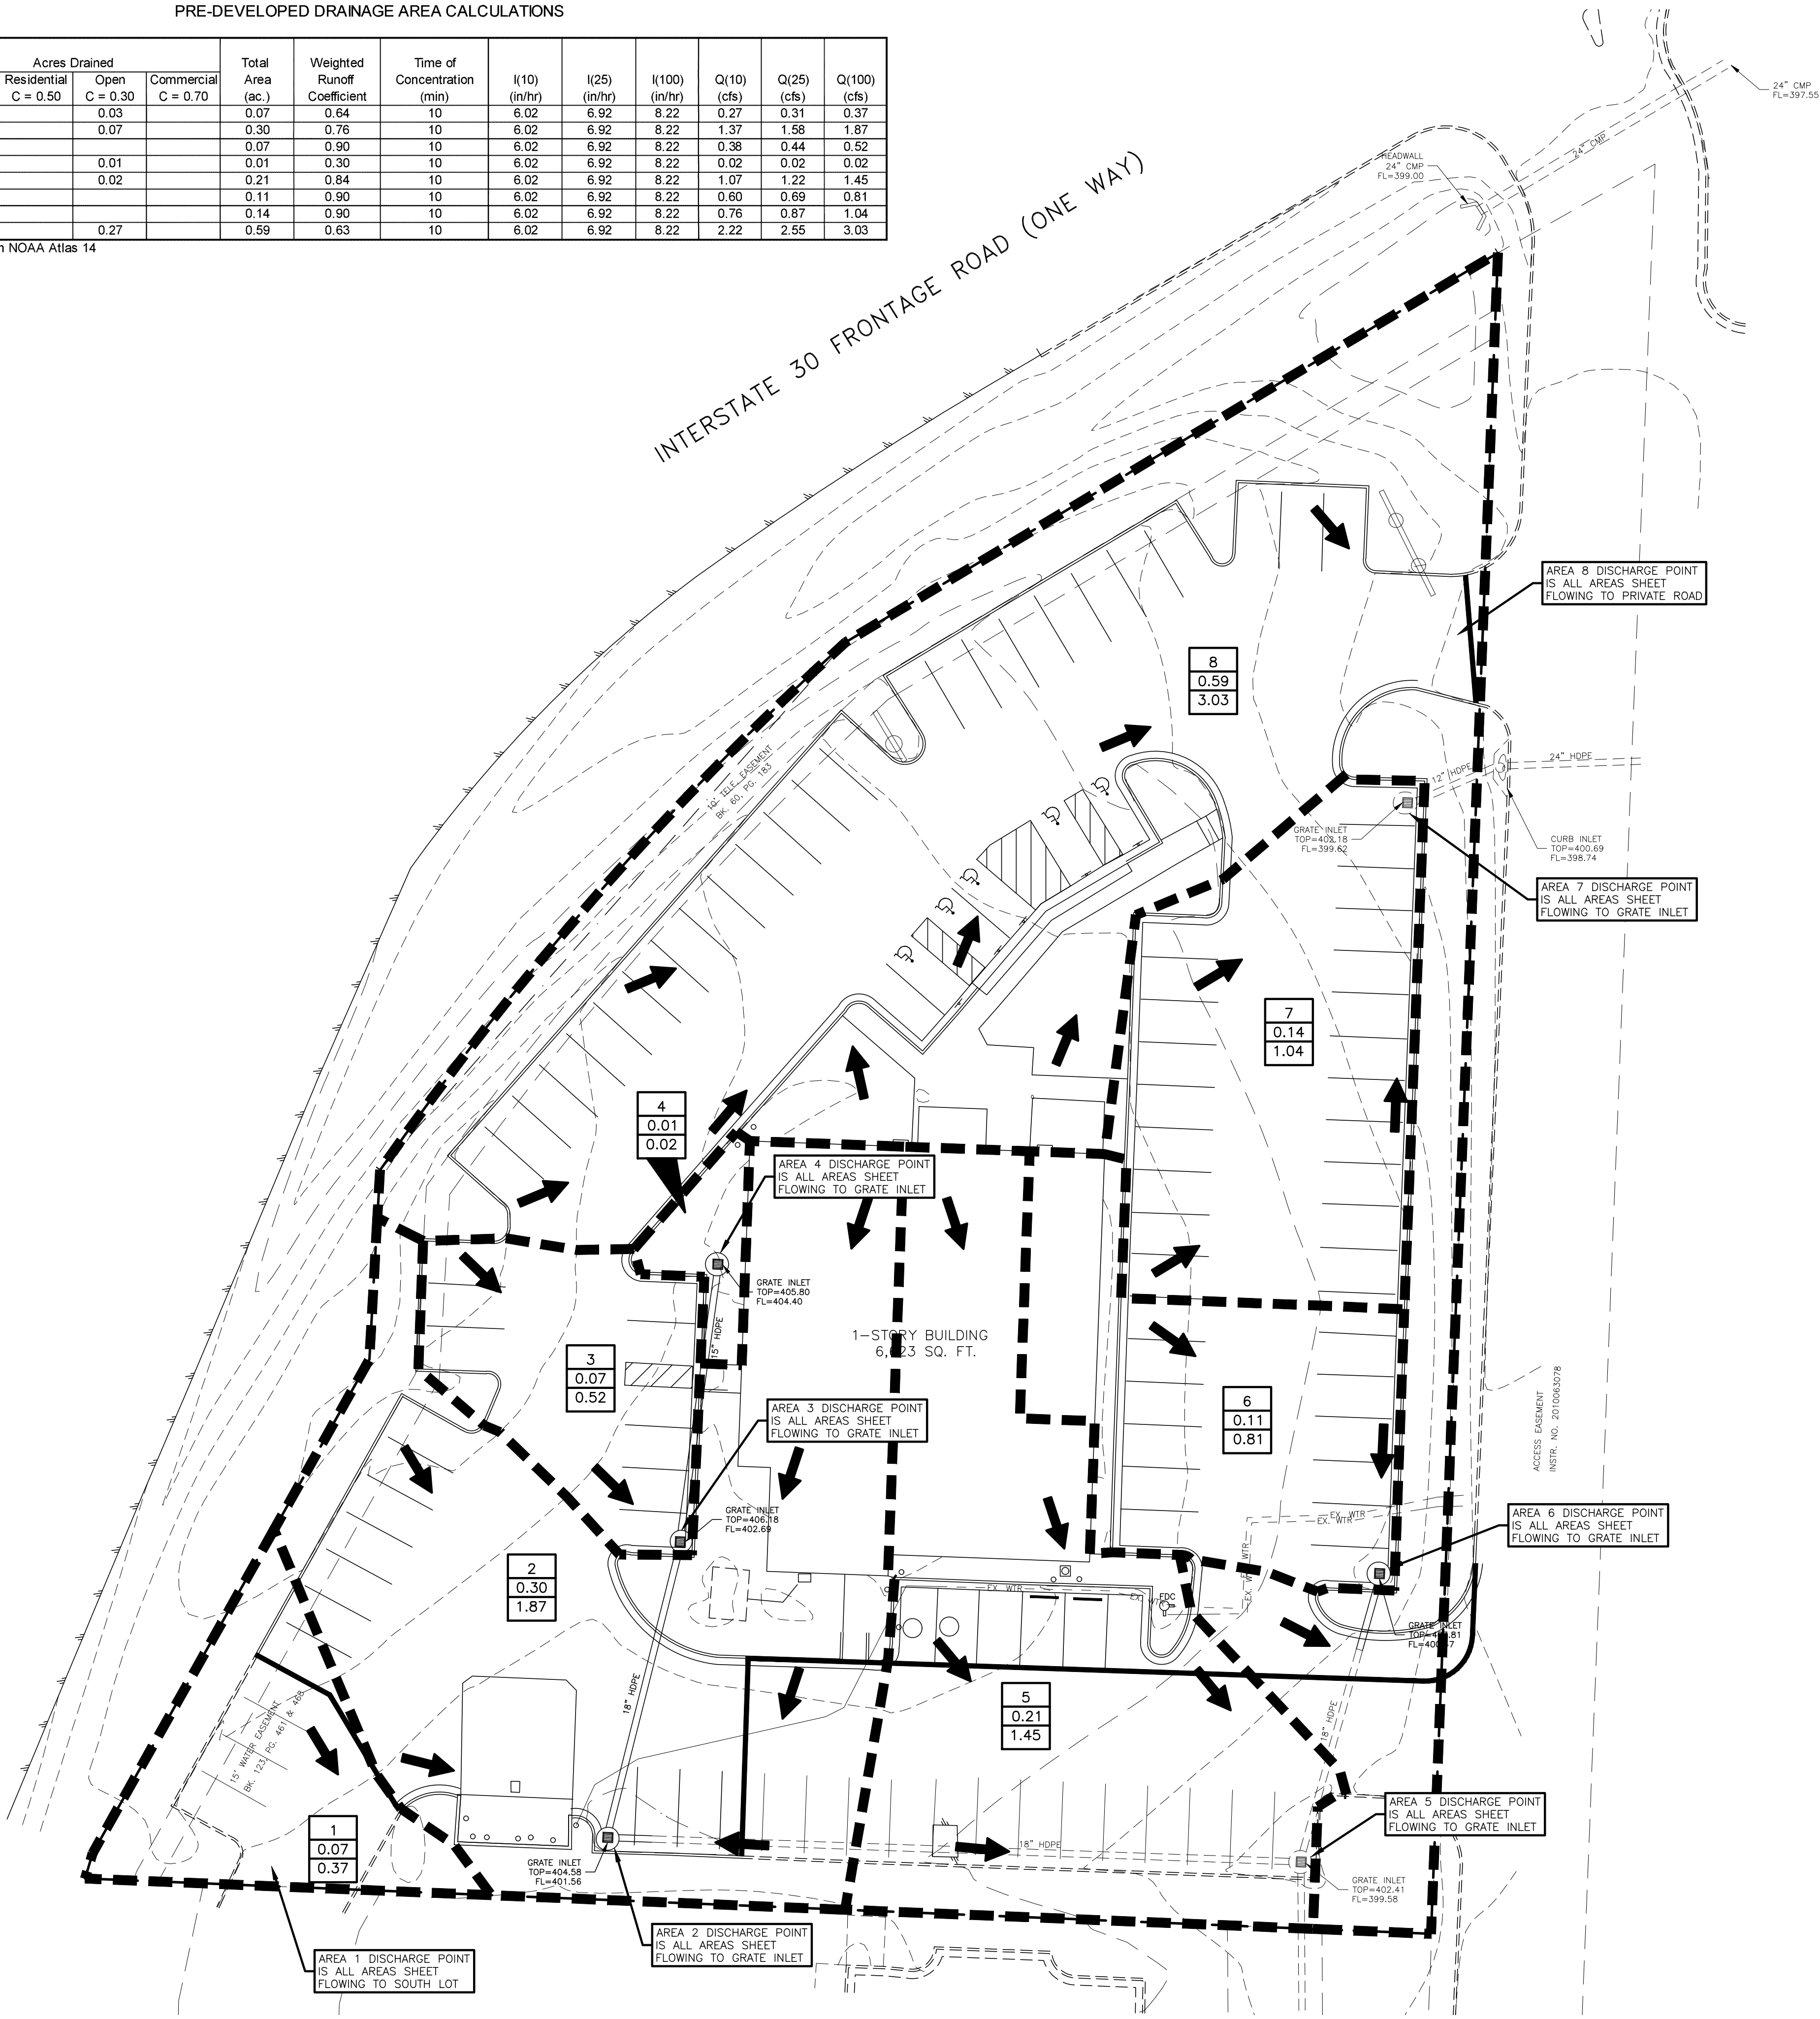 PRE-DEVELOPED DRAINAGE AREA CALCULATIONS
Acres Drained Total Weighted Time of
Residential Open Commercial Area Runoff Concentration I(10) I(25) I(100) Q(10) Q(25) Q(100)
C = 0.50 C = 0.30 C = 0.70 (ac.) Coefficient (min) (in/hr) (in/hr) (in/hr) (cfs) (cfs) (cfs)
0.03 0.07 0.64 10 6.02 6.92 8.22 0.27 0.31 0.37
0.07 0.30 0.76 10 6.02 6.92 8.22 1.37 1.58 1.87
0.07 0.90 10 6.02 6.92 8.22 0.38 0.44 0.52
0.01 0.01 0.30 10 6.02 6.92 8.22 0.02 0.02 0.02
0.02 0.21 0.84 10 6.02 6.92 8.22 1.07 1.22 1.45
0.11 0.90 10 6.02 6.92 8.22 0.60 0.69 0.81
0.14 0.90 10 6.02 6.92 8.22 0.76 0.87 1.04
0.27 0.59 0.63 10 6.02 6.92 8.22 2.22 2.55 3.03
NOAA Atlas 14
24" CMP
FL=397.55
24" CMP
HEADWALL
24" CMP
FL=399.00
INTERSTATE 30 FRONTAGE ROAD (ONE WAY)
AREA 8 DISCHARGE POINT
IS ALL AREAS SHEET
FLOWING TO PRIVATE ROAD
8
0.59
3.03
10' TELE. EASEMENT
BK. 60, PG. 183
12" HDPE
24" HDPE
GRATE INLET
TOP=402.18
FL=399.62
CURB INLET
TOP=400.69
FL=398.74
AREA 7 DISCHARGE POINT
IS ALL AREAS SHEET
FLOWING TO GRATE INLET
7
0.14
1.04
4
0.01
0.02
AREA 4 DISCHARGE POINT
IS ALL AREAS SHEET
FLOWING TO GRATE INLET
GRATE INLET
TOP=405.80
FL=404.40
15" HDPE
1-STORY BUILDING
SQ. FT.
3
0.07
0.52
AREA 3 DISCHARGE POINT
IS ALL AREAS SHEET
FLOWING TO GRATE INLET
6
0.11
0.81
ACCESS EASEMENT
INSTR. NO. 2010063078
GRATE INLET
TOP=406.18
FL=402.69
EX. WTR
EX. WTR
AREA 6 DISCHARGE POINT
IS ALL AREAS SHEET
FLOWING TO GRATE INLET
2
0.30
1.87
EX. WTR
EX. WTR
EX. WTR
FDC
GRATE INLET
18" HDPE
18" HDPE
5
0.21
1.45
15' WATER EASEMENT
BK. 123, PG. 461 & 468
1
0.07
0.37
AREA 5 DISCHARGE POINT
IS ALL AREAS SHEET
FLOWING TO GRATE INLET
18" HDPE
GRATE INLET
TOP=404.58
FL=401.56
GRATE INLET
TOP=402.41
FL=399.58
AREA 2 DISCHARGE POINT
IS ALL AREAS SHEET
FLOWING TO GRATE INLET
AREA 1 DISCHARGE POINT
IS ALL AREAS SHEET
FLOWING TO SOUTH LOT